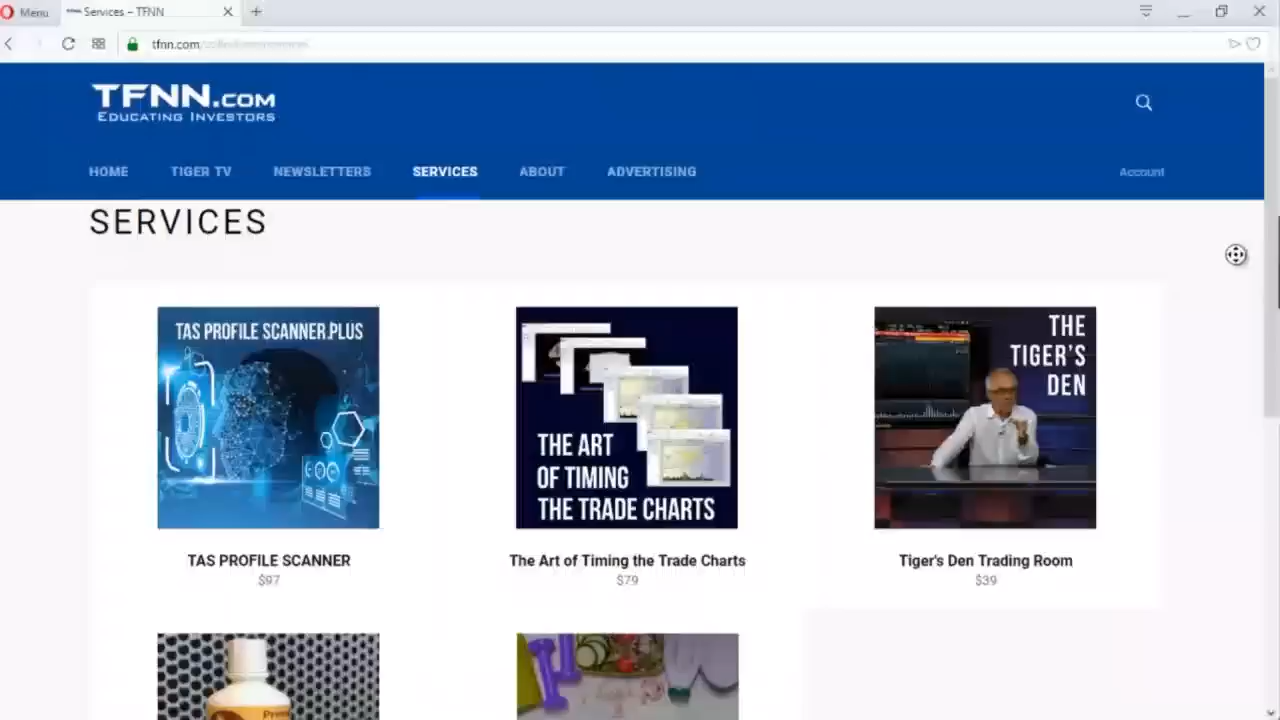 Menu
Services – TFNN
tfnn.com
TFNN.COM
EDUCATING INVESTORS
HOME
TIGER TV
NEWSLETTERS
SERVICES
ABOUT
ADVERTISING
Account
SERVICES
TAS PROFILE SCANNER.PLUS
THE ART
OF TIMING
THE TRADE CHARTS
THE
TIGER'S
DEN
TAS PROFILE SCANNER
$97
The Art of Timing the Trade Charts
$79
Tiger's Den Trading Room
$39